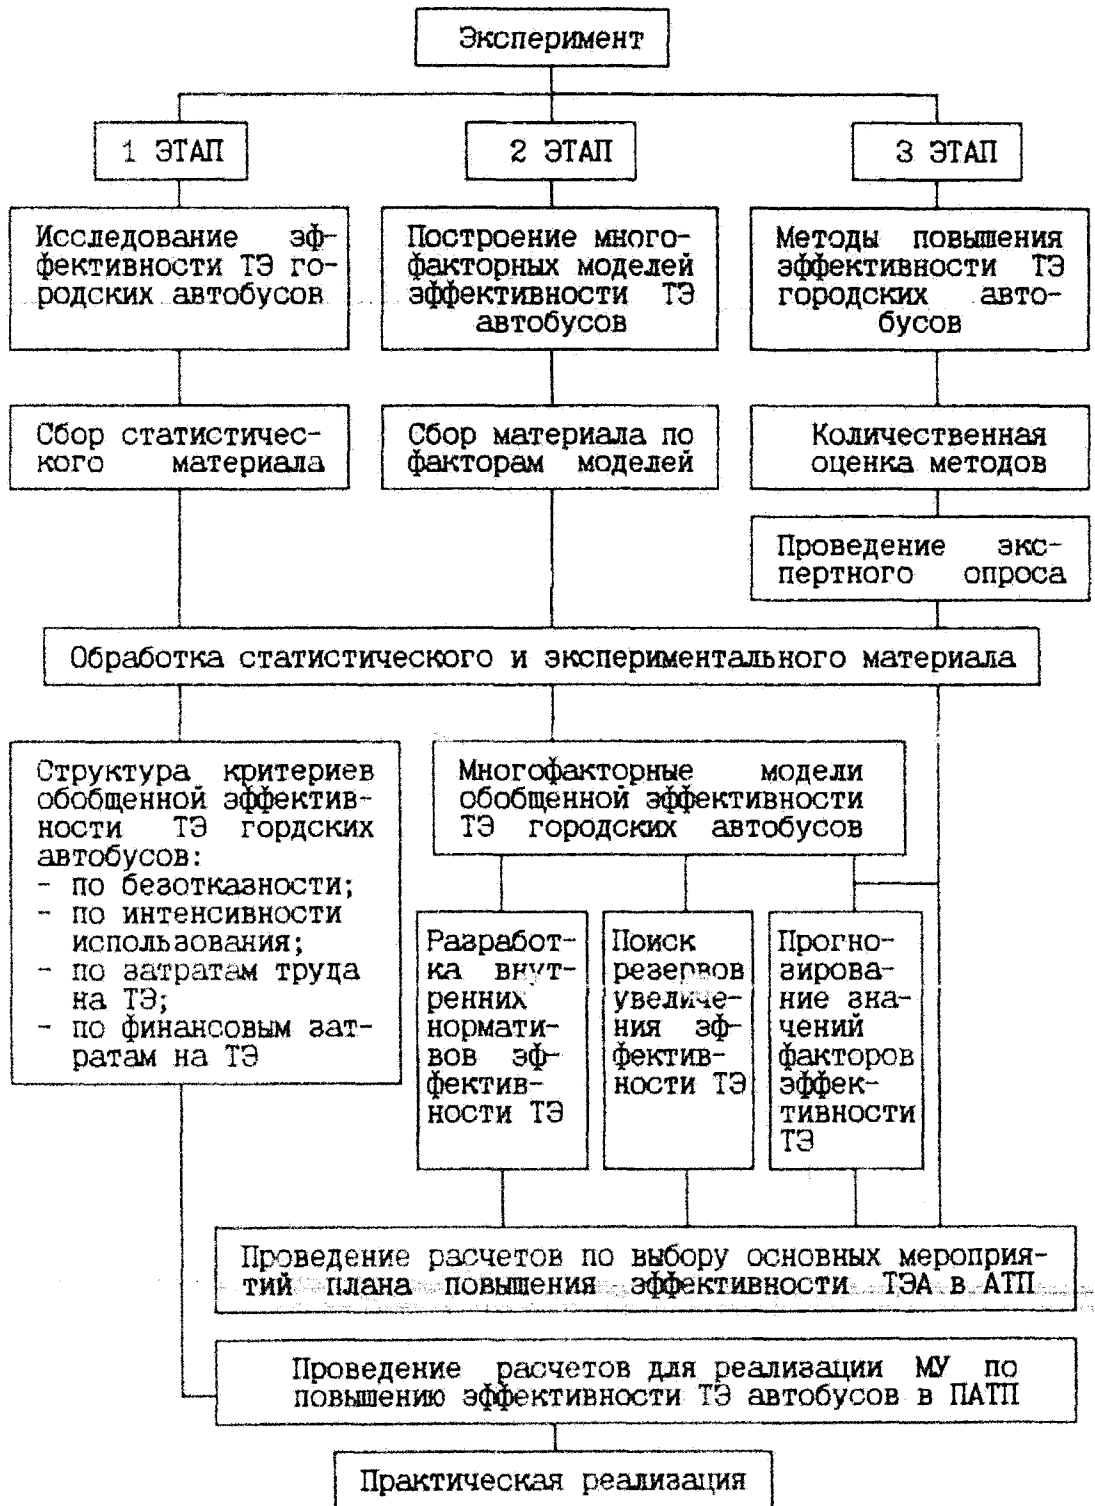 Эксперимент
1 ЭТАП
2 ЭТАП
3 ЭТАП
Исследование эф-
фективности ТЭ го-
родских автобусов
Построение много-
факторных моделей
эффективности ТЭ
автобусов
Методы повышения
эффективности ТЭ
городских авто-
бусов
Сбор статистичес-
кого материала
Сбор материала по
факторам моделей
Количественная
оценка методов
Проведение экс-
пертного опроса
Обработка статистического и экспериментального материала
Структура критериев
обобщенной эффектив-
ности ТЭ гордских
автобусов:
- по безотказности;
- по интенсивности
использования;
- по затратам труда
на ТЭ;
- по финансовым зат-
ратам на ТЭ
Многофакторные модели
обобщенной эффективности
ТЭ городских автобусов
Разработ-
ка внут-
ренних
нормати-
вов эф-
фектив-
ности ТЭ
Поиск
резервов
увеличе-
ния эф-
фектив-
ности ТЭ
Прогно-
зирова-
ние зна-
чений
факторов
эффек-
тивности
ТЭ
Проведение расчетов по выбору основных мероприя-
тий плана повышения эффективности ТЭА в АТП
Проведение расчетов для реализации МУ по
повышению эффективности ТЭ автобусов в ПАТП
Практическая реализация